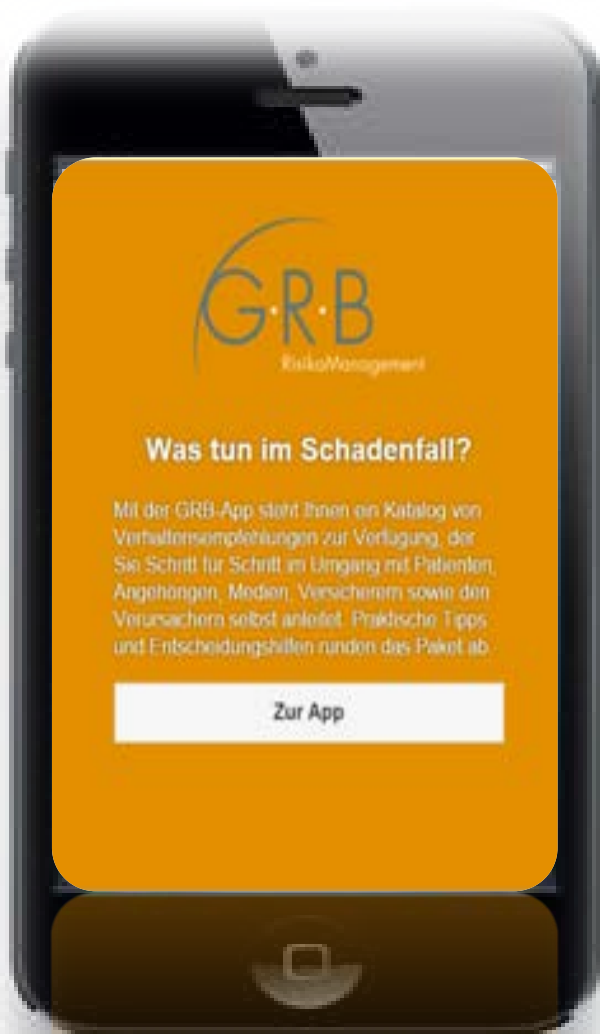 G·R·B
RisikoManagement
Was tun im Schadenfall?
Mit der GRB-App steht Ihnen ein Katalog von
Verhaltensempfehlungen zur Verfügung, der
Sie Schritt für Schritt im Umgang mit Patienten,
Angehörigen, Medien, Versicherern sowie den
Verursachern selbst anleitet. Praktische Tipps
und Entscheidungshilfen runden das Paket ab.
Zur App